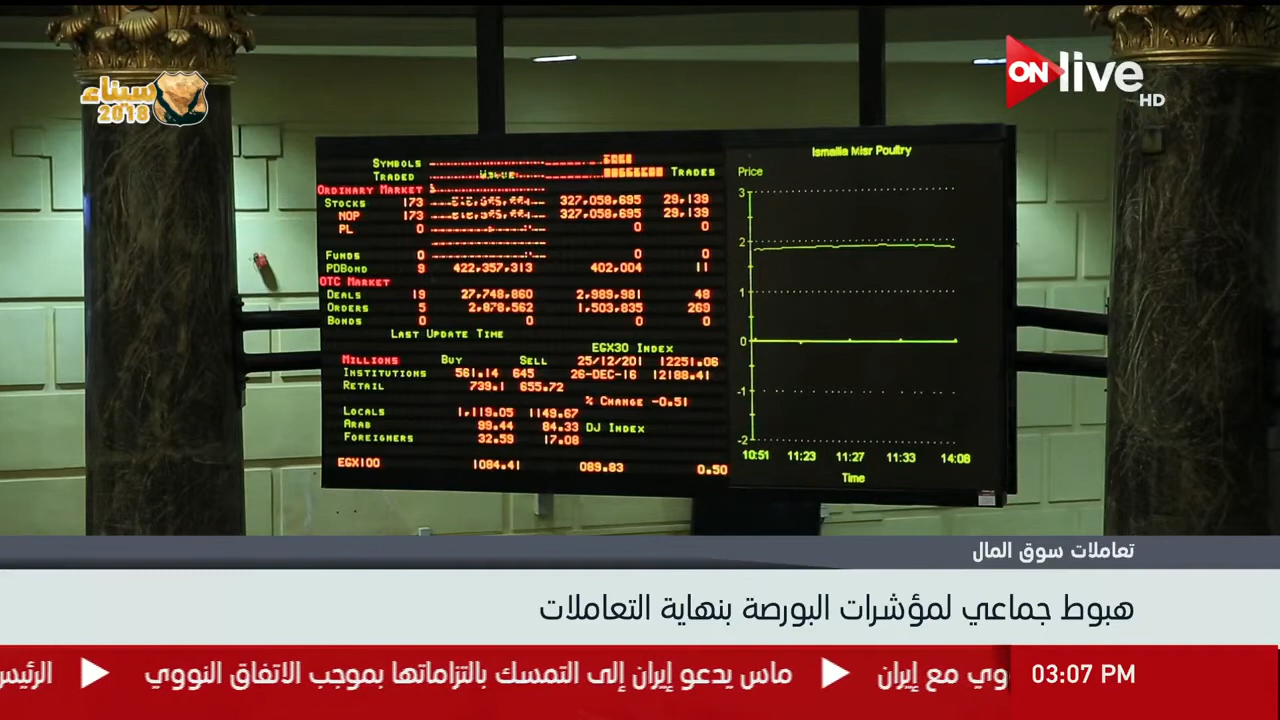 سيناء
2018
ON live
HD
Ismailia Misr Poultry
SYMBOLS
TRADED TRADES
ORDINARY MARKET
STOCKS 173 327,058,695 29,139
NOP 173 327,058,695 29,139
PL 0 0 0
FUNDS 0 0 0
PDBOND 9 422,357,313 402,004 11
OTC MARKET
DEALS 19 27,748,860 2,989,981 48
ORDERS 5 2,878,562 1,503,835 269
BONDS 0 0 0 0
LAST UPDATE TIME
EGX30 INDEX
MILLIONS BUY SELL 25/12/201 12251.06
INSTITUTIONS 561.14 645 26-DEC-16 12188.41
RETAIL 739.1 655.72
% CHANGE -0.51
LOCALS 1,119.05 1149.67
ARAB 99.44 84.33 DJ INDEX
FOREIGNERS 32.59 17.08
EGX100 1084.41 089.83 0.50
Price
3
2
1
0
-1
-2
10:51 11:23 11:27 11:33 14:08
Time
تعاملات سوق المال
هبوط جماعي لمؤشرات البورصة بنهاية التعاملات
03:07 PM
وي مع إيران ◀ ماس يدعو إيران إلى التمسك بالتزاماتها بموجب الاتفاق النووي ◀ الرئيس